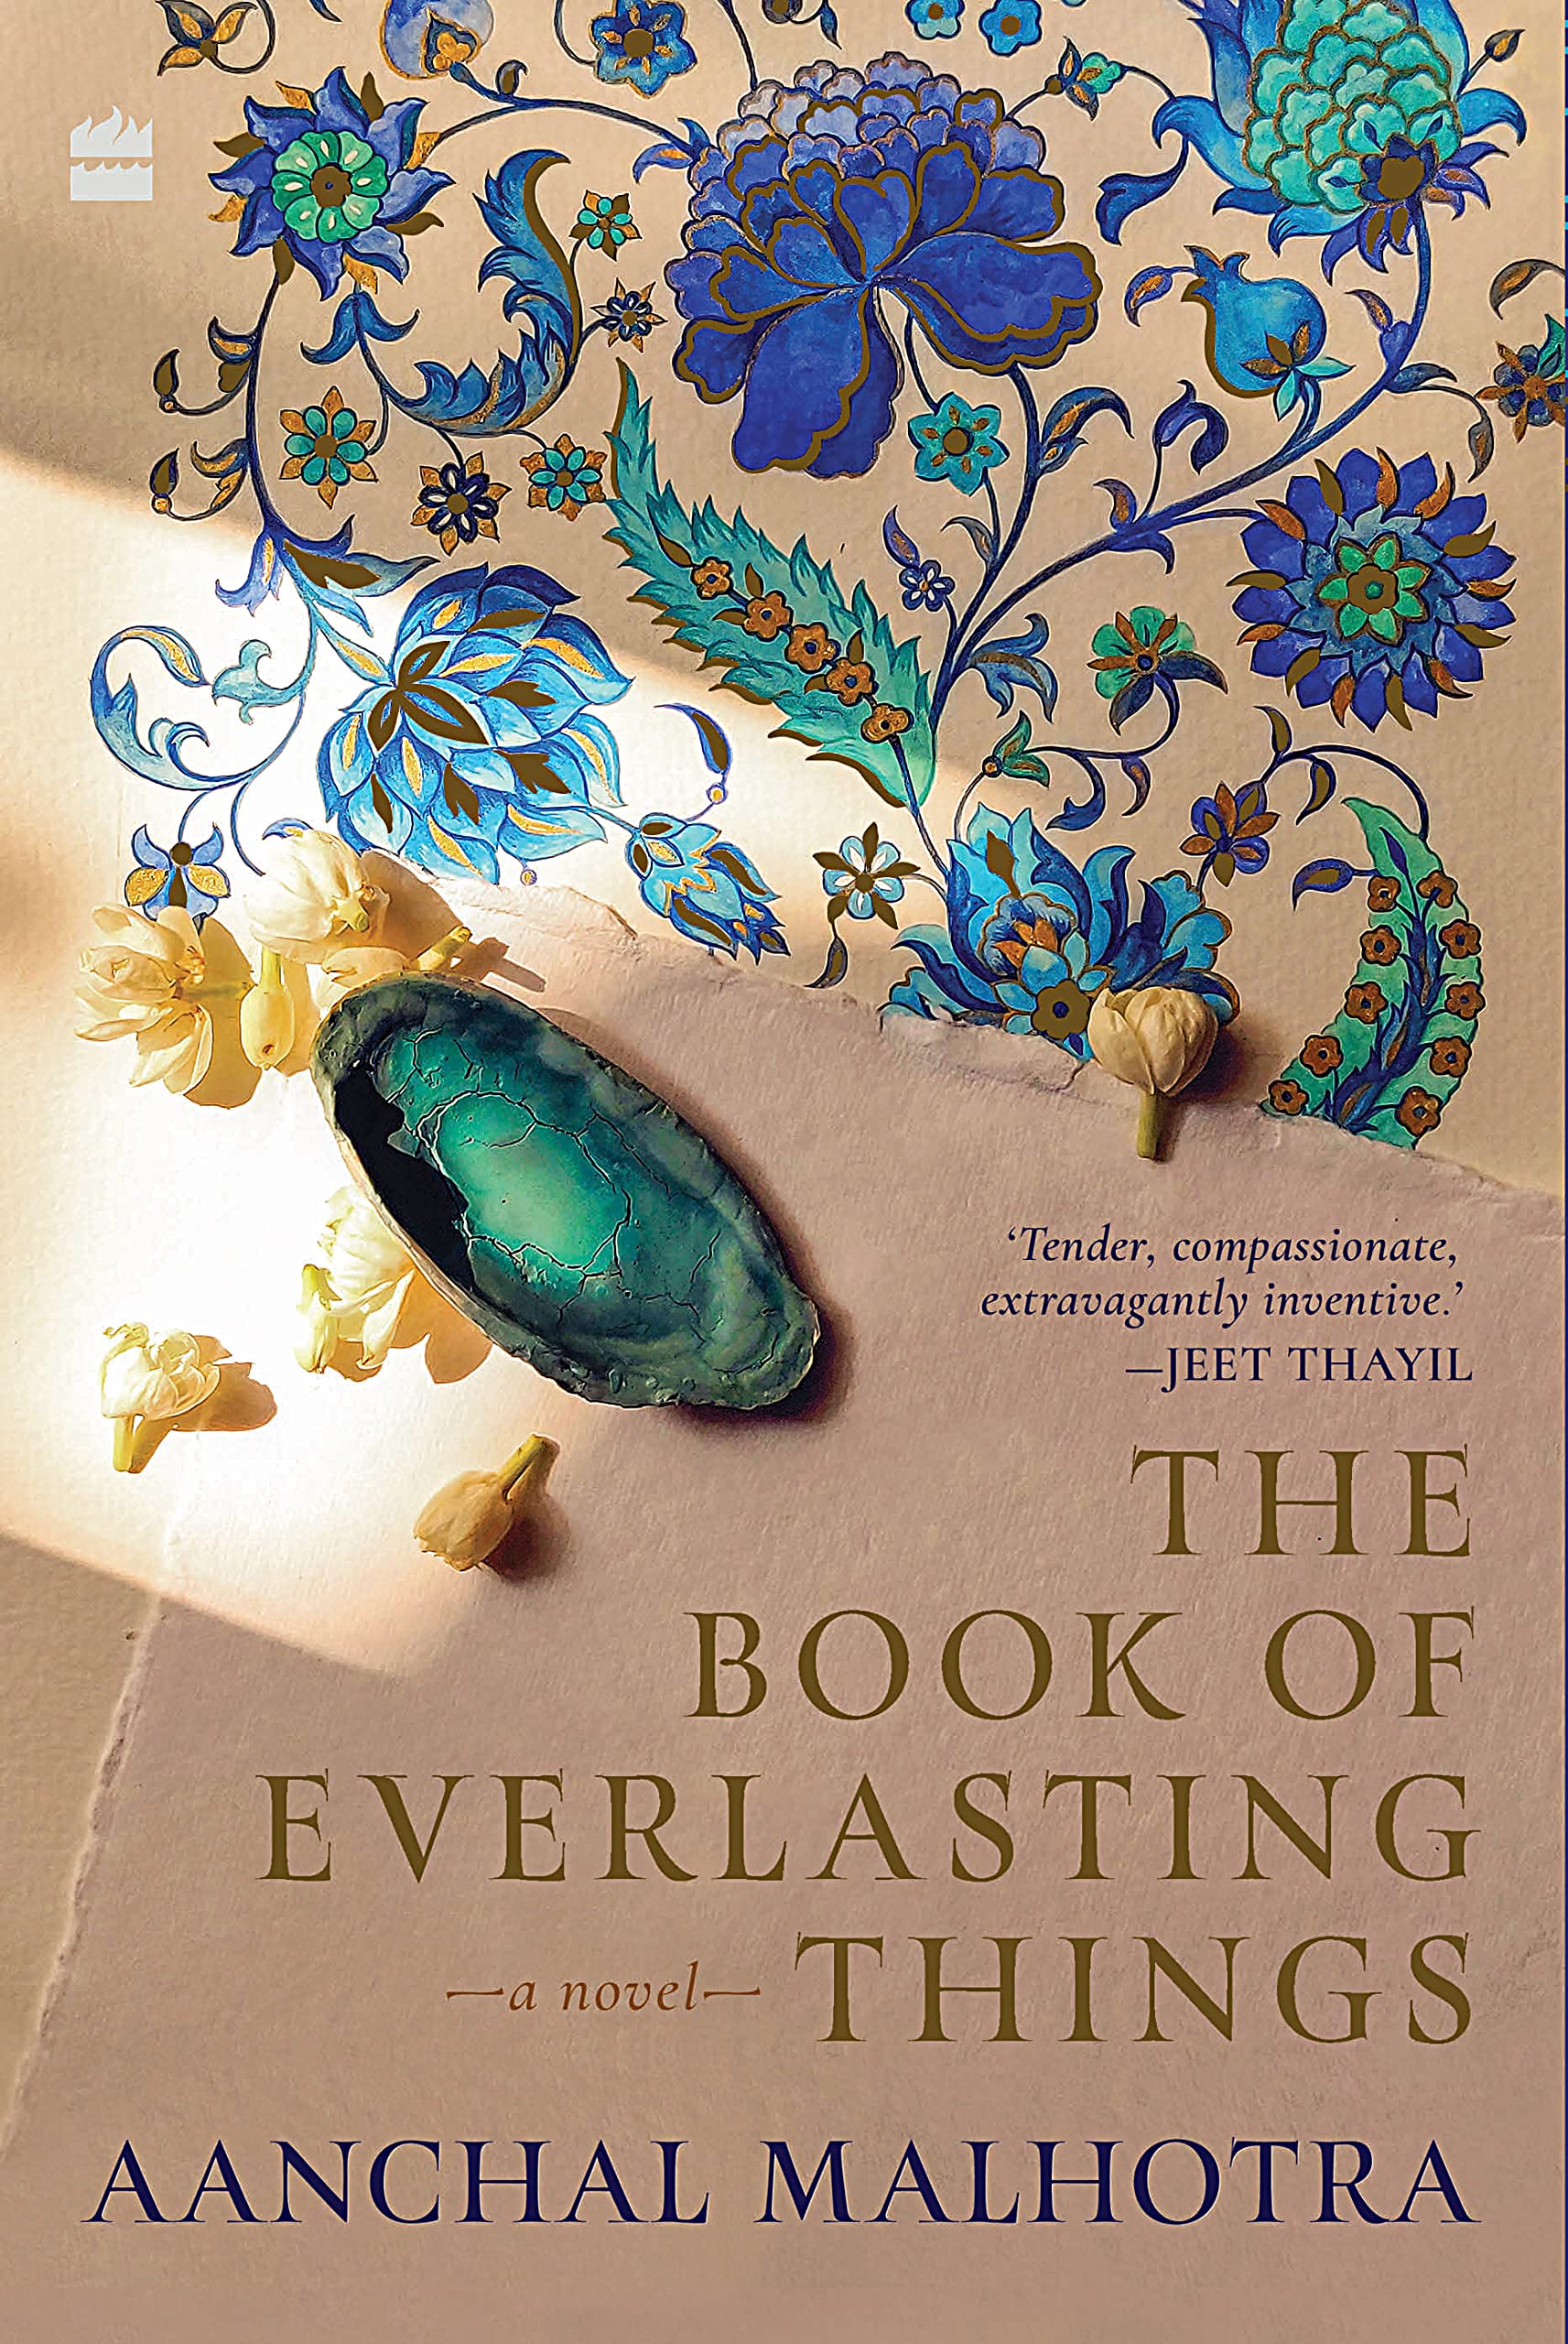 ‘Tender, compassionate,
extravagantly inventive.’
—JEET THAYIL
THE
BOOK OF
EVERLASTING
—a novel— THINGS
AANCHAL MALHOTRA